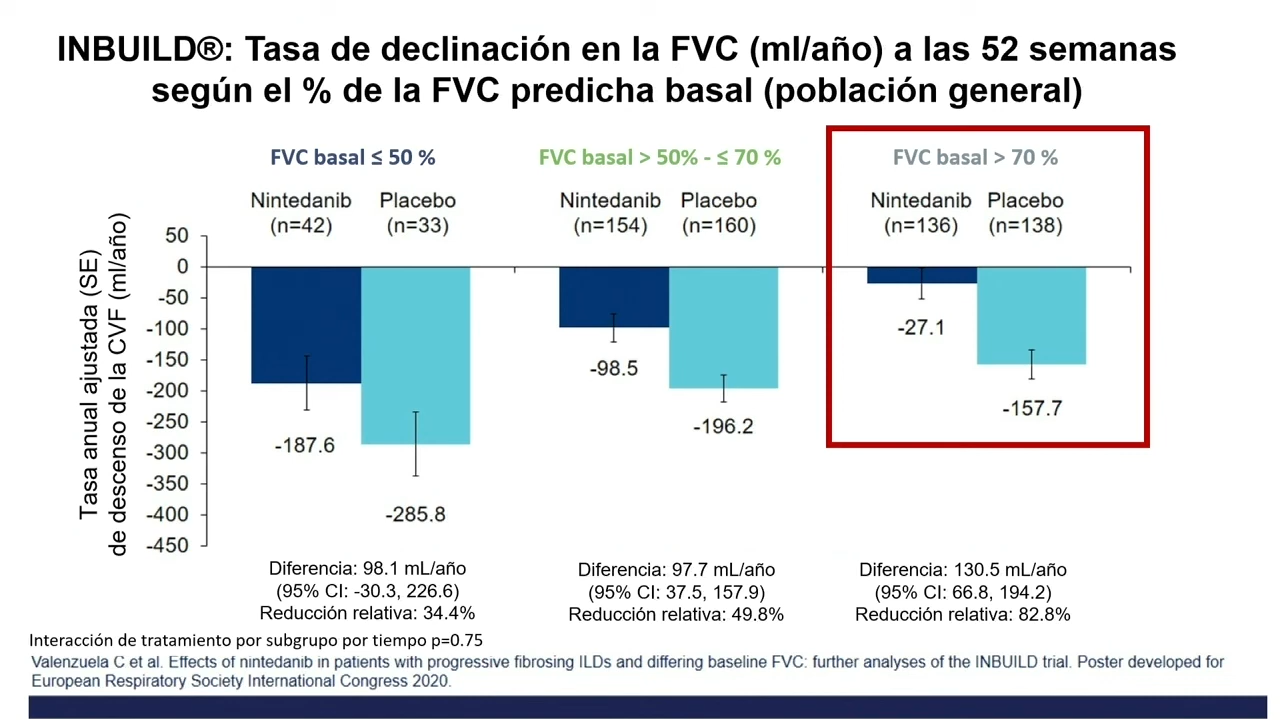 INBUILD®: Tasa de declinación en la FVC (ml/año) a las 52 semanas
según el % de la FVC predicha basal (población general)
FVC basal ≤ 50 %
FVC basal > 50% - ≤ 70 %
FVC basal > 70 %
Nintedanib
(n=42)
Placebo
(n=33)
Nintedanib
(n=154)
Placebo
(n=160)
Nintedanib
(n=136)
Placebo
(n=138)
Tasa anual ajustada (SE)
de descenso de la CVF (ml/año)
50
0
-50
-100
-150
-200
-250
-300
-350
-400
-450
-187.6
-285.8
-98.5
-196.2
-27.1
-157.7
Diferencia: 98.1 mL/año
(95% CI: -30.3, 226.6)
Reducción relativa: 34.4%
Diferencia: 97.7 mL/año
(95% CI: 37.5, 157.9)
Reducción relativa: 49.8%
Diferencia: 130.5 mL/año
(95% CI: 66.8, 194.2)
Reducción relativa: 82.8%
Interacción de tratamiento por subgrupo por tiempo p=0.75
Valenzuela C et al. Effects of nintedanib in patients with progressive fibrosing ILDs and differing baseline FVC: further analyses of the INBUILD trial. Poster developed for
European Respiratory Society International Congress 2020.